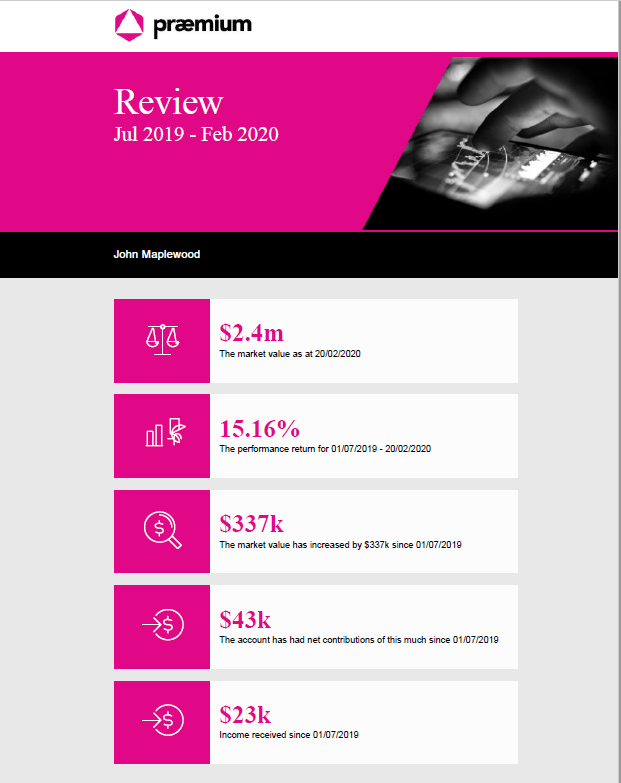 præmium
Review
Jul 2019 - Feb 2020
John Maplewood
$2.4m
The market value as at 20/02/2020
15.16%
The performance return for 01/07/2019 - 20/02/2020
$337k
The market value has increased by $337k since 01/07/2019
$43k
The account has had net contributions of this much since 01/07/2019
$23k
Income received since 01/07/2019